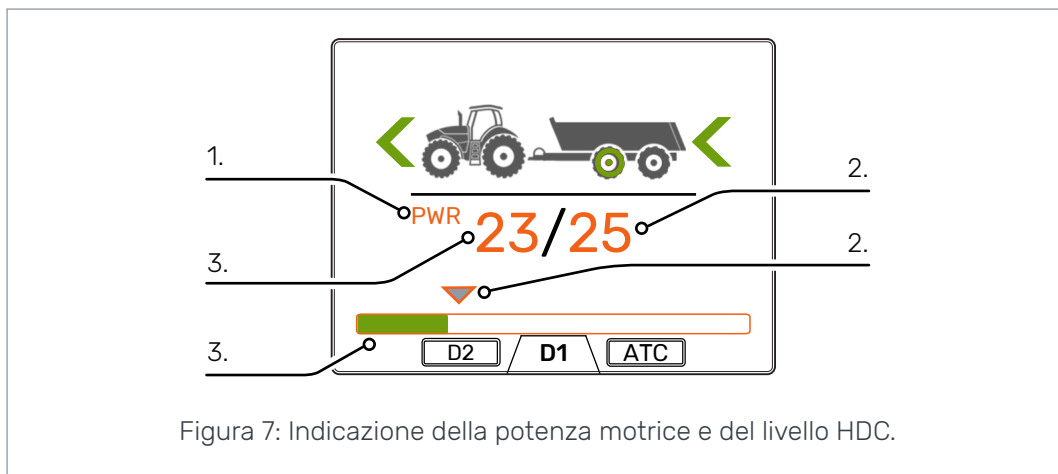 1.
2.
PWR 23/25
3.
2.
3.
D2 D1 ATC
Figura 7: Indicazione della potenza motrice e del livello HDC.